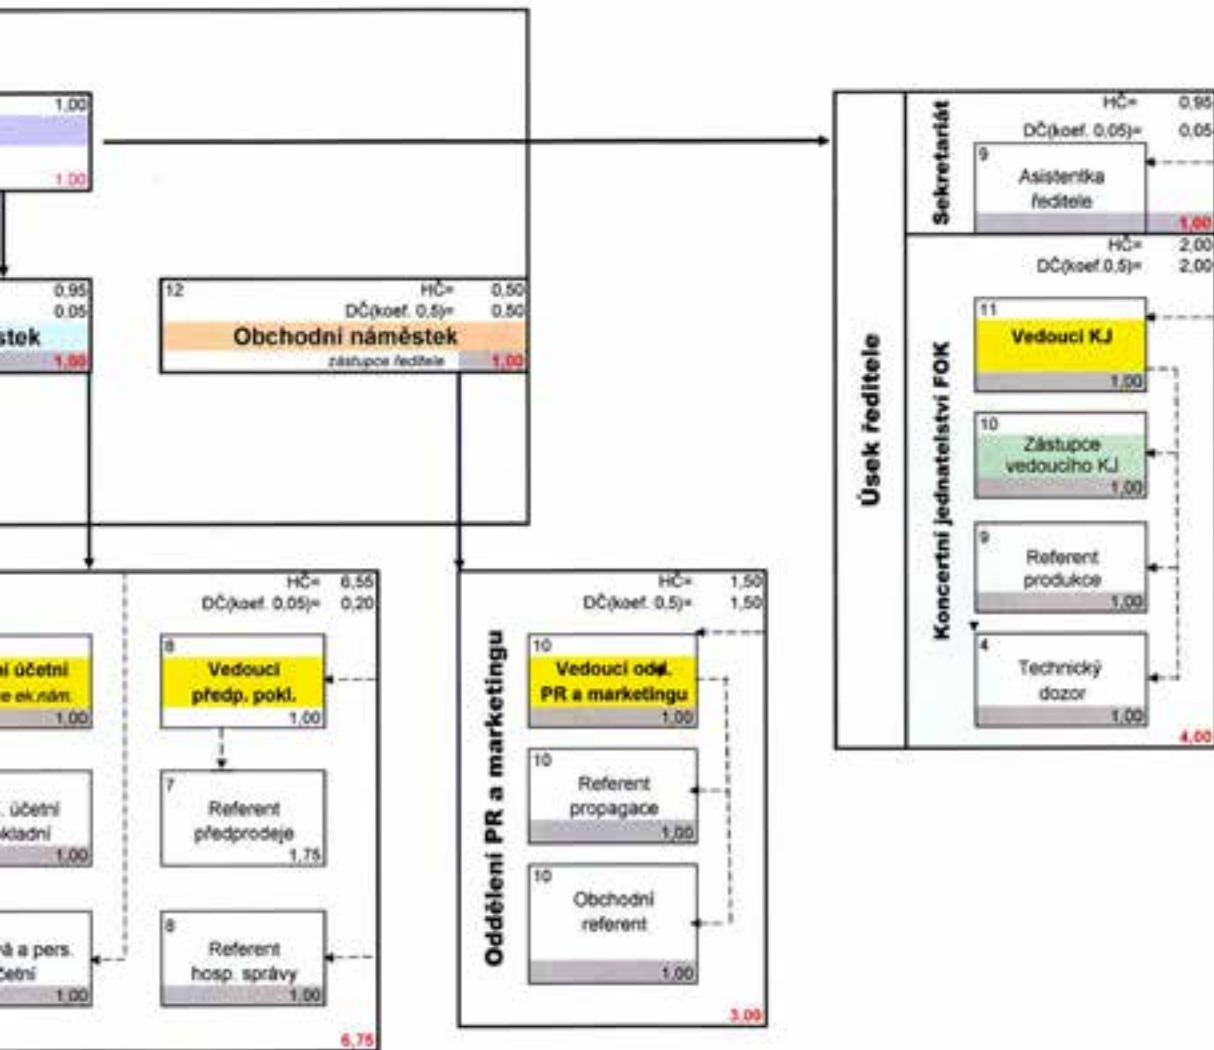 1,00
1.00
0,95
0,05
stek
1,00
12
HČ= 0,50
DČ(koef. 0,5)= 0,50
Obchodní náměstek
zástupce ředitele
1,00
Úsek ředitele
Sekretariát
HČ= 0,95
DČ(koef. 0,05)= 0,05
9
Asistentka
ředitele
1,00
Koncertní jednatelství FOK
HČ= 2,00
DČ(koef.0,5)= 2,00
11
Vedoucí KJ
1,00
10
Zástupce
vedoucího KJ
1,00
9
Referent
produkce
1,00
4
Technický
dozor
1,00
4,00
HČ= 6,55
DČ(koef. 0,05)= 0,20
ní účetní
e ek.nám.
1,00
. účetní
kladní
1,00
vá a pers.
četní
1,00
8
Vedoucí
předp. pokl.
1,00
7
Referent
předprodeje
1,75
8
Referent
hosp. správy
1,00
6,75
Oddělení PR a marketingu
HČ= 1,50
DČ(koef. 0,5)= 1,50
10
Vedoucí odd.
PR a marketingu
1,00
10
Referent
propagace
1,00
10
Obchodní
referent
1,00
3,00